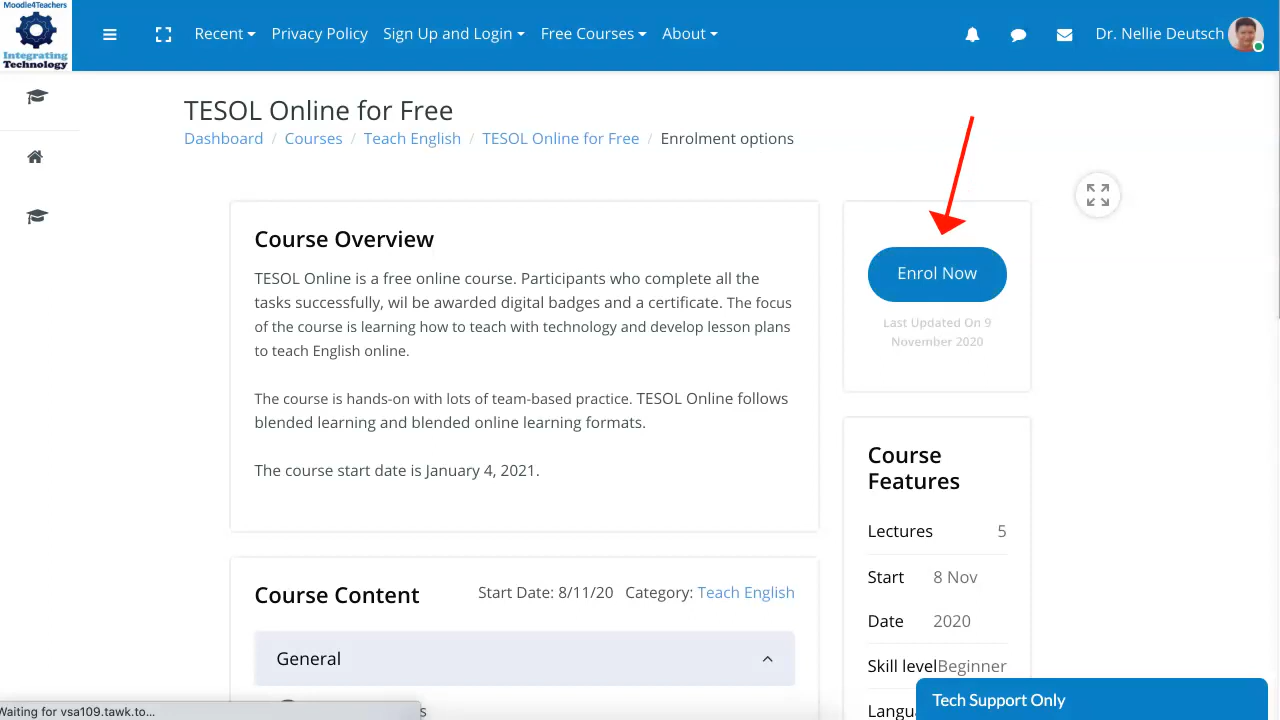 Moodle4Teachers
Integrating
Technology
Recent
Privacy Policy
Sign Up and Login
Free Courses
About
Dr. Nellie Deutsch
TESOL Online for Free
Dashboard / Courses / Teach English / TESOL Online for Free / Enrolment options
Course Overview
TESOL Online is a free online course. Participants who complete all the
tasks successfully, wil be awarded digital badges and a certificate. The focus
of the course is learning how to teach with technology and develop lesson plans
to teach English online.
The course is hands-on with lots of team-based practice. TESOL Online follows
blended learning and blended online learning formats.
The course start date is January 4, 2021.
Enrol Now
Last Updated On 9
November 2020
Course
Features
Lectures 5
Start 8 Nov
Date 2020
Skill level Beginner
Course Content
Start Date: 8/11/20 Category: Teach English
General
Tech Support Only
Waiting for vsa109.tawk.to...